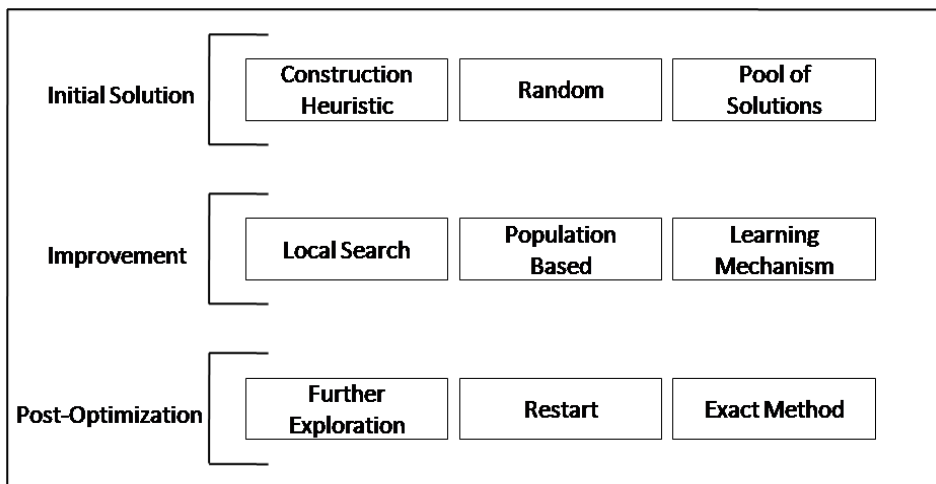 Initial Solution
Construction
Heuristic
Random
Pool of
Solutions
Improvement
Local Search
Population
Based
Learning
Mechanism
Post-Optimization
Further
Exploration
Restart
Exact Method